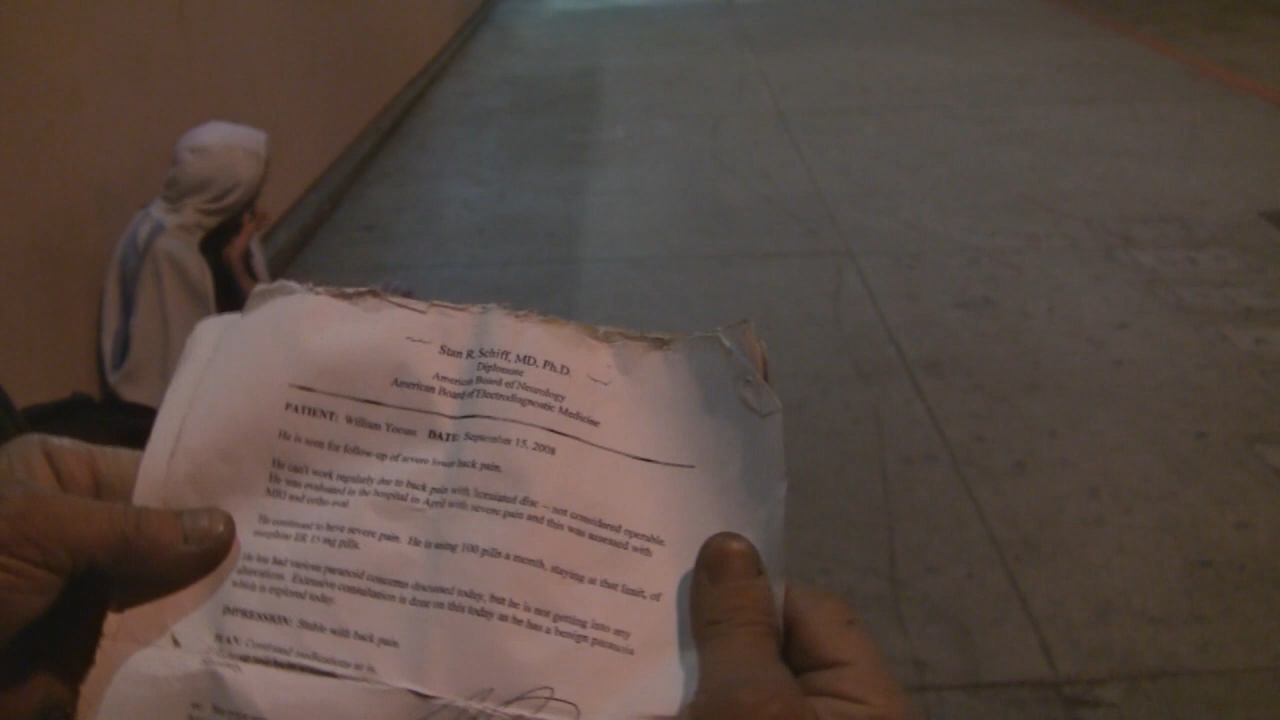 Stan R. Schiff, MD, Ph.D.
Diplomate
American Board of Neurology
American Board of Electrodiagnostic Medicine
PATIENT: William DATE: September 15, 2008
He is seen for follow-up of severe lower back pain.
He can't work regularly due to back pain with herniated disc – not considered operable.
He was evaluated in the hospital in April with severe pain and this was assessed with
MRI and ortho eval.
He continued to have severe pain. He is using 100 pills a month, staying at that limit, of
ER 15 mg pills.
He has had various paranoid concerns discussed today, but he is not getting into any
altercations. Extensive consultation is done on this today as he has a benign paranoia
which is explored today.
IMPRESSION: Stable with back pain.
PLAN: Continued medications as is.